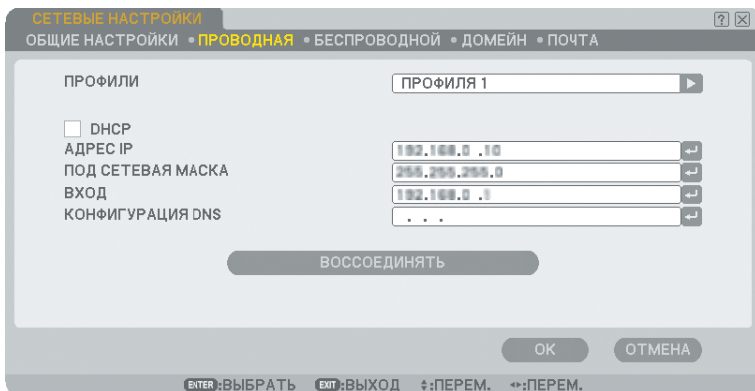 СЕТЕВЫЕ НАСТРОЙКИ
ОБЩИЕ НАСТРОЙКИ • ПРОВОДНАЯ • БЕСПРОВОДНОЙ • ДОМЕЙН • ПОЧТА
ПРОФИЛИ ПРОФИЛЯ 1
DHCP
АДРЕС IP 192.168.0 .10
ПОД СЕТЕВАЯ МАСКА 255.255.255.0
ВХОД 192.168.0 .1
КОНФИГУРАЦИЯ DNS . . .
ВОССОЕДИНЯТЬ
OK ОТМЕНА
ENTER:ВЫБРАТЬ EXIT:ВЫХОД :ПЕРЕМ. :ПЕРЕМ.